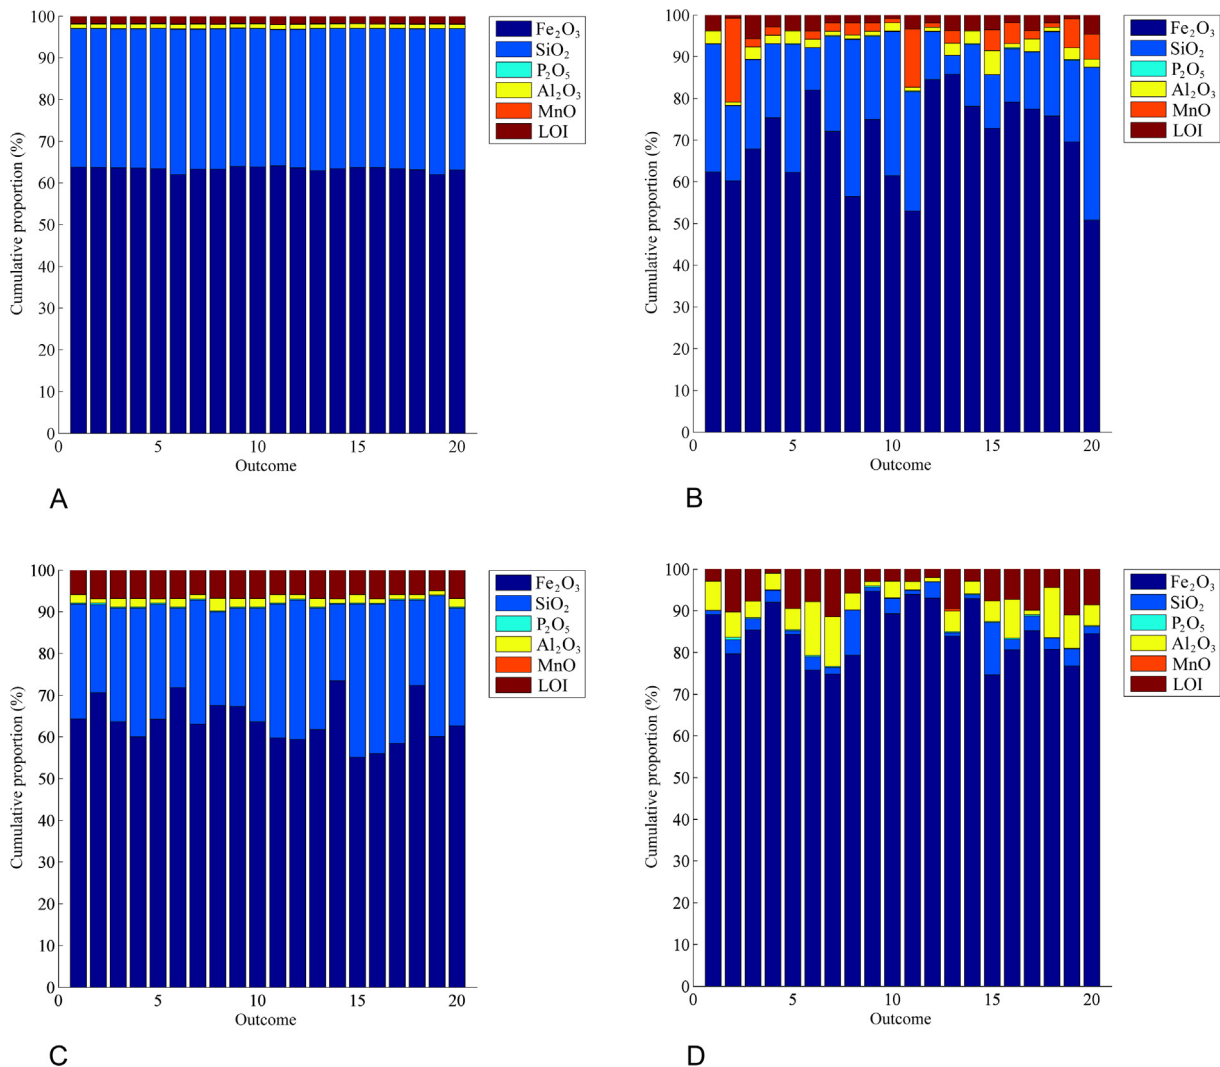 100
90
80
70
60
50
40
30
20
10
0
Cumulative proportion (%)
0 5 10 15 20
Outcome
Fe₂O₃
SiO₂
P₂O₅
Al₂O₃
MnO
LOI
A
100
90
80
70
60
50
40
30
20
10
0
Cumulative proportion (%)
0 5 10 15 20
Outcome
Fe₂O₃
SiO₂
P₂O₅
Al₂O₃
MnO
LOI
B
100
90
80
70
60
50
40
30
20
10
0
Cumulative proportion (%)
0 5 10 15 20
Outcome
Fe₂O₃
SiO₂
P₂O₅
Al₂O₃
MnO
LOI
C
100
90
80
70
60
50
40
30
20
10
0
Cumulative proportion (%)
0 5 10 15 20
Outcome
Fe₂O₃
SiO₂
P₂O₅
Al₂O₃
MnO
LOI
D